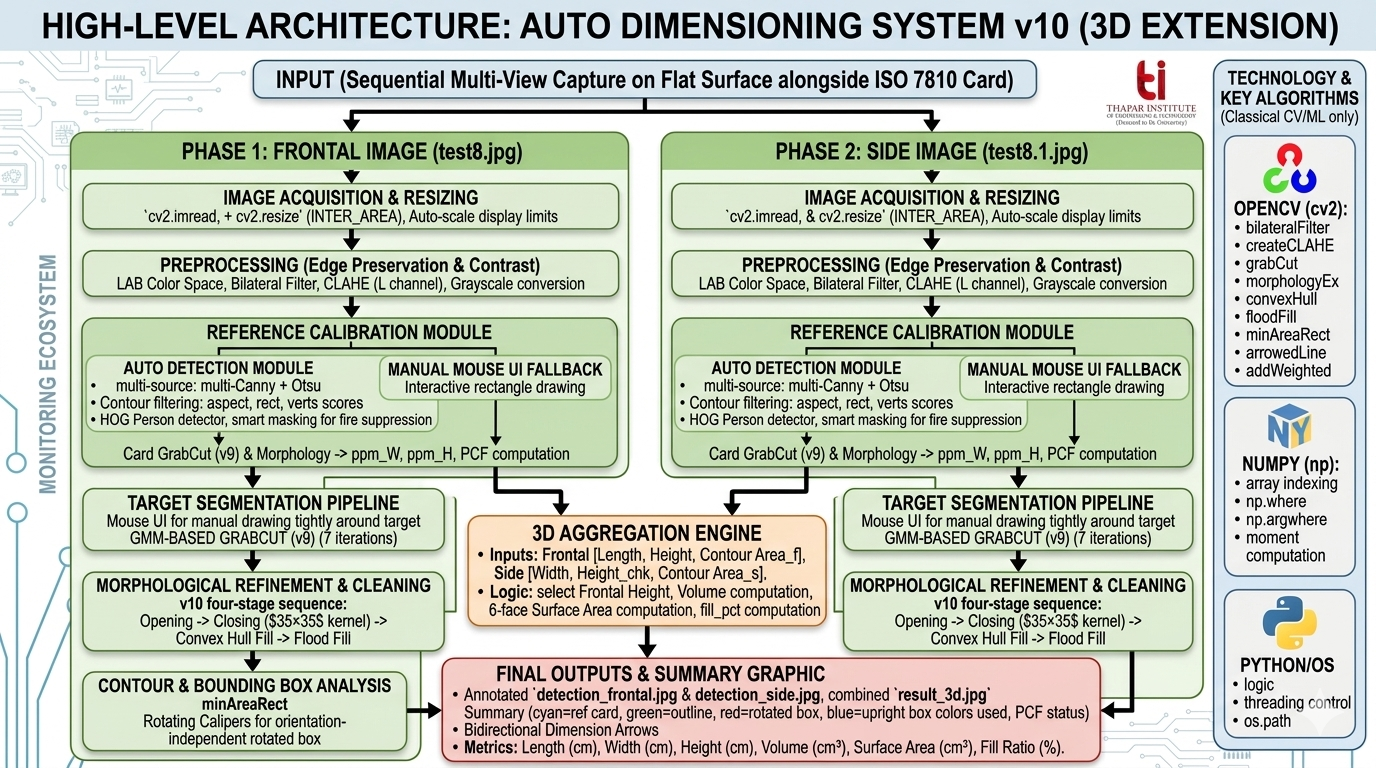 HIGH-LEVEL ARCHITECTURE: AUTO DIMENSIONING SYSTEM v10 (3D EXTENSION)
INPUT (Sequential Multi-View Capture on Flat Surface alongside ISO 7810 Card)
ti
THAPAR INSTITUTE
OF ENGINEERING & TECHNOLOGY
MONITORING ECOSYSTEM
PHASE 1: FRONTAL IMAGE (test8.jpg)
IMAGE ACQUISITION & RESIZING
`cv2.imread, + cv2.resize' (INTER_AREA), Auto-scale display limits
PREPROCESSING (Edge Preservation & Contrast)
LAB Color Space, Bilateral Filter, CLAHE (L channel), Grayscale conversion
REFERENCE CALIBRATION MODULE
AUTO DETECTION MODULE
• multi-source: multi-Canny + Otsu
• Contour filtering: aspect, rect, verts scores
• HOG Person detector, smart masking for fire suppression
MANUAL MOUSE UI FALLBACK
Interactive rectangle drawing
Card GrabCut (v9) & Morphology -> ppm_W, ppm_H, PCF computation
TARGET SEGMENTATION PIPELINE
Mouse UI for manual drawing tightly around target
GMM-BASED GRABCUT (v9) (7 iterations)
MORPHOLOGICAL REFINEMENT & CLEANING
v10 four-stage sequence:
Opening -> Closing ($35×35$ kernel) ->
Convex Hull Fill -> Flood Fill
CONTOUR & BOUNDING BOX ANALYSIS
minAreaRect
Rotating Calipers for orientation-
independent rotated box
PHASE 2: SIDE IMAGE (test8.1.jpg)
IMAGE ACQUISITION & RESIZING
`cv2.imread, & cv2.resize' (INTER_AREA), Auto-scale display limits
PREPROCESSING (Edge Preservation & Contrast)
LAB Color Space, Bilateral Filter, CLAHE (L channel), Grayscale conversion
REFERENCE CALIBRATION MODULE
AUTO DETECTION MODULE
• multi-source: multi-Canny + Otsu
• Contour filtering: aspect, rect, verts scores
• HOG Person detector, smart masking for fire suppression
MANUAL MOUSE UI FALLBACK
Interactive rectangle drawing
Card GrabCut (v9) & Morphology -> ppm_W, ppm_H, PCF computation
TARGET SEGMENTATION PIPELINE
Mouse UI for manual drawing tightly around target
GMM-BASED GRABCUT (v9) (7 iterations)
MORPHOLOGICAL REFINEMENT & CLEANING
v10 four-stage sequence:
Opening -> Closing ($35×35$ kernel) ->
Convex Hull Fill -> Flood Fill
3D AGGREGATION ENGINE
• Inputs: Frontal [Length, Height, Contour Area_f],
Side [Width, Height_chk, Contour Area_s],
• Logic: select Frontal Height, Volume computation,
6-face Surface Area computation, fill_pct computation
FINAL OUTPUTS & SUMMARY GRAPHIC
• Annotated `detection_frontal.jpg & detection_side.jpg, combined `result_3d.jpg`
Summary (cyan=ref card, green=outline, red=rotated box, blue=upright box colors used, PCF status)
• Bidirectional Dimension Arrows
• Metrics: Length (cm), Width (cm), Height (cm), Volume (cm³), Surface Area (cm³), Fill Ratio (%).
TECHNOLOGY &
KEY ALGORITHMS
(Classical CV/ML only)
OPENCV (cv2):
• bilateralFilter
• createCLAHE
• grabCut
• morphologyEx
• convexHull
• floodFill
• minAreaRect
• arrowedLine
• addWeighted
NY
NUMPY (np):
• array indexing
• np.where
• np.argwhere
• moment
computation
PYTHON/OS
• logic
• threading control
• os.path